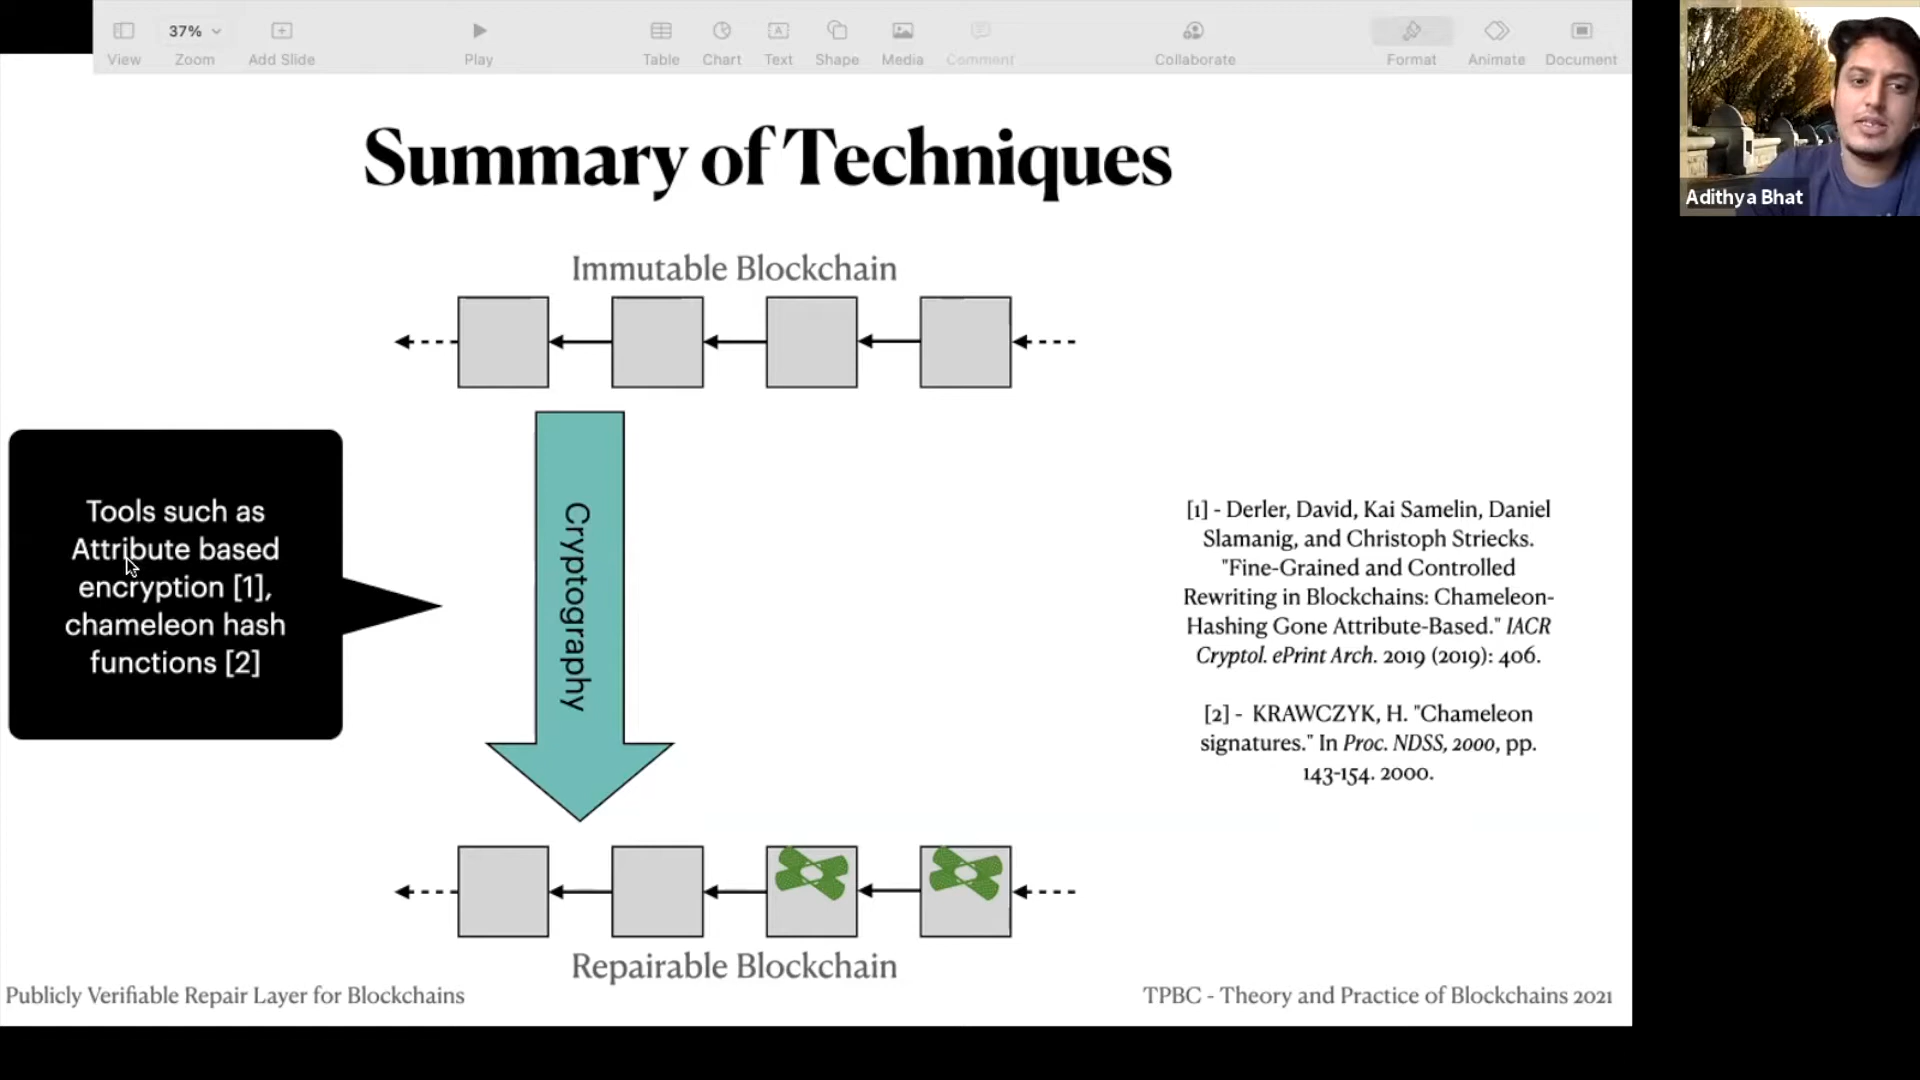 37%
View
Zoom
Add Slide
Play
Table
Chart
Text
Shape
Media
Comment
Collaborate
Format
Animate
Document
Adithya Bhat
Summary of Techniques
Immutable Blockchain
Tools such as
Attribute based
encryption [1],
chameleon hash
functions [2]
Cryptography
[1] - Derler, David, Kai Samelin, Daniel
Slamanig, and Christoph Striecks.
"Fine-Grained and Controlled
Rewriting in Blockchains: Chameleon-
Hashing Gone Attribute-Based." IACR
Cryptol. ePrint Arch. 2019 (2019): 406.
[2] - KRAWCZYK, H. "Chameleon
signatures." In Proc. NDSS, 2000, pp.
143-154. 2000.
Repairable Blockchain
Publicly Verifiable Repair Layer for Blockchains
TPBC - Theory and Practice of Blockchains 2021